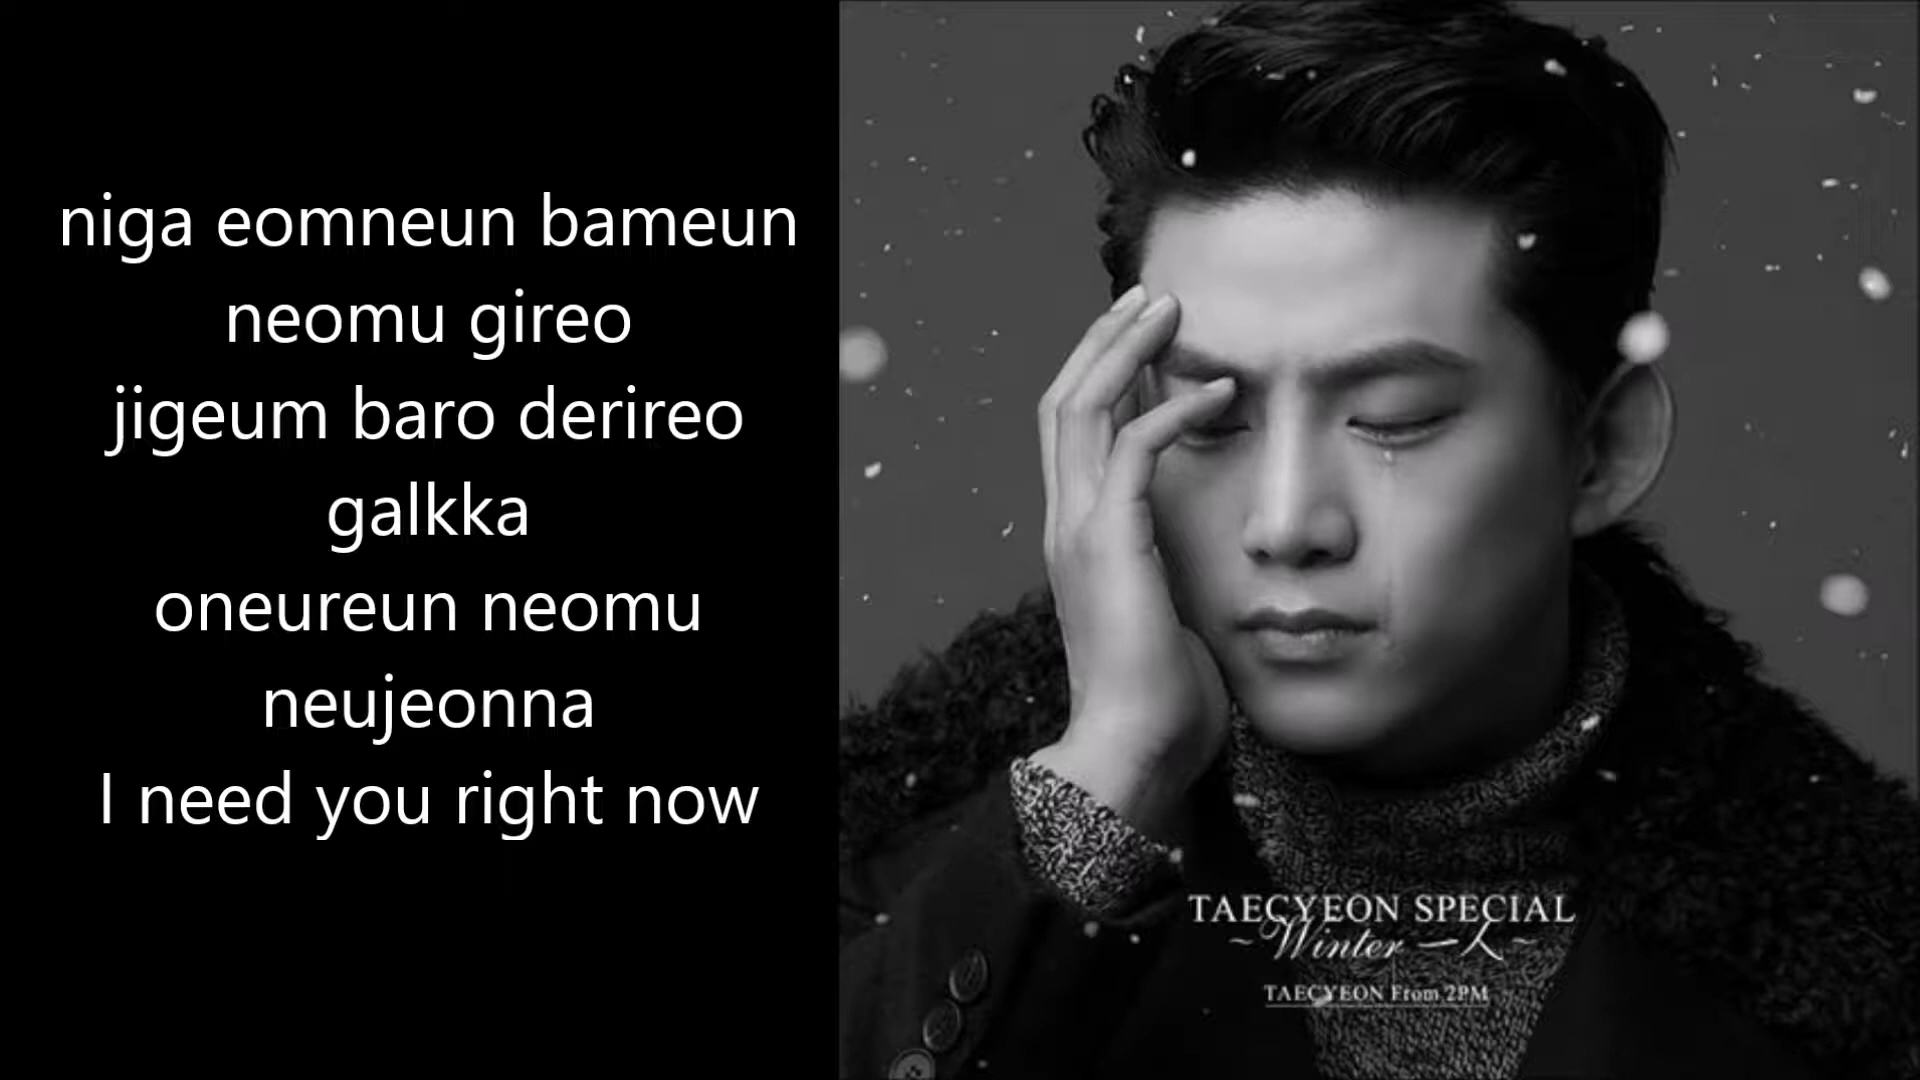 niga eomneun bameun
neomu gireo
jigeum baro derireo
galkka
oneureun neomu
neujeonna
I need you right now
TAECYEON SPECIAL
~Winter 一人~
TAECYEON From 2PM